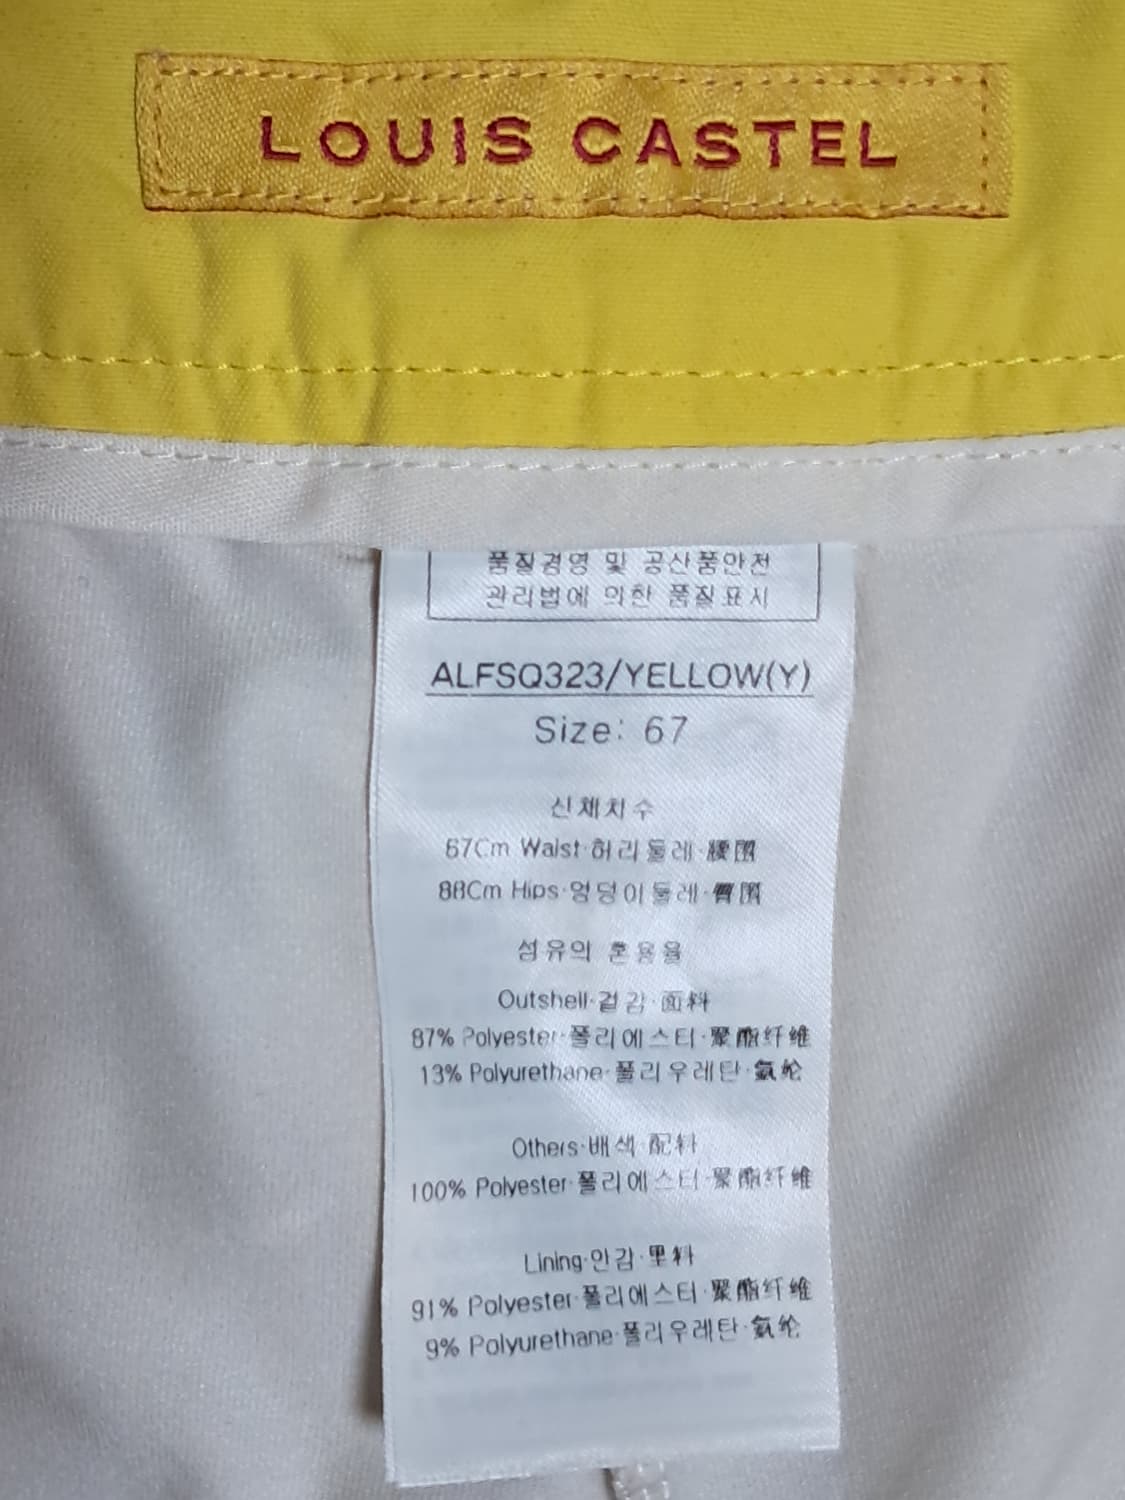 LOUIS CASTEL
품질경영 및 공산품안전
관리법에 의한 품질표시
ALFSQ323/YELLOW(Y)
Size: 67
신체치수
67Cm Waist·허리둘레·腰围
88Cm Hips·엉덩이둘레·臀围
섬유의 혼용율
Outshell·겉감·面料
87% Polyester·폴리에스터·聚酯纤维
13% Polyurethane·폴리우레탄·氨纶
Others·배색·配料
100% Polyester·폴리에스터·聚酯纤维
Lining·안감·里料
91% Polyester·폴리에스터·聚酯纤维
9% Polyurethane·폴리우레탄·氨纶